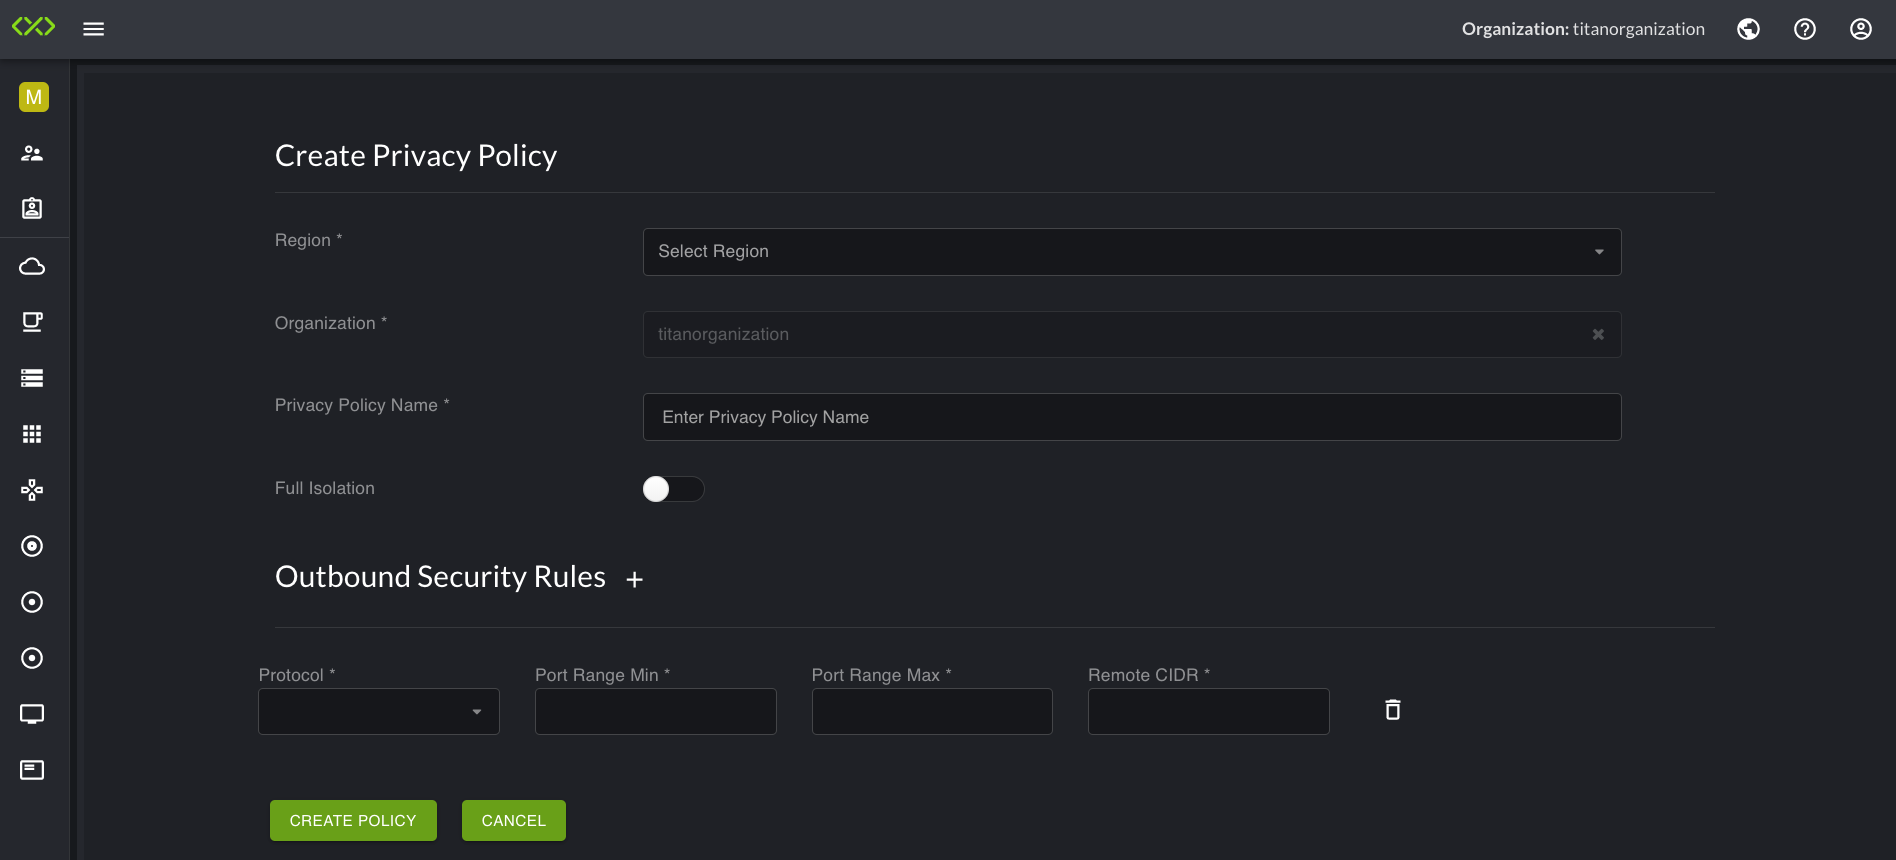 Organization: titanorganization
M
Create Privacy Policy
Region *
Select Region
Organization *
titanorganization
Privacy Policy Name *
Enter Privacy Policy Name
Full Isolation
Outbound Security Rules +
Protocol * Port Range Min * Port Range Max * Remote CIDR *
CREATE POLICY CANCEL